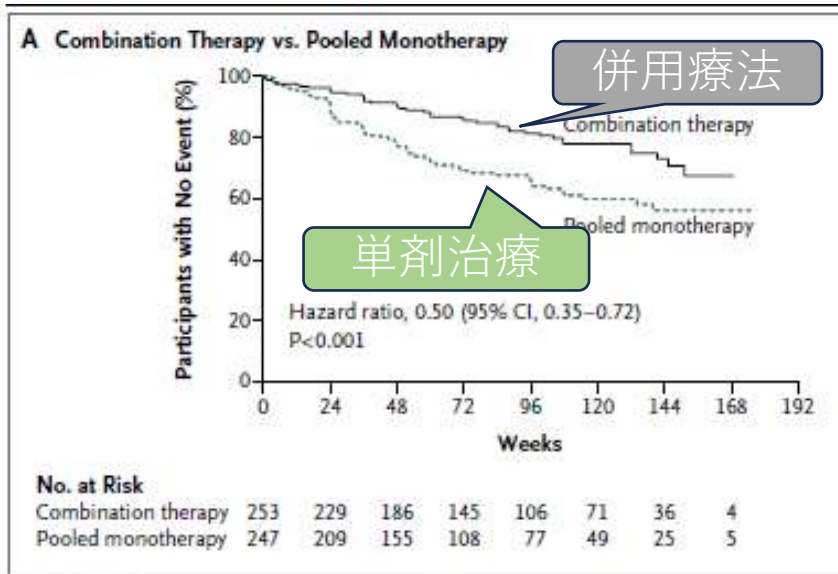 A Combination Therapy vs. Pooled Monotherapy
Participants with No Event (%)
100
80
60
40
20
0
併用療法
Combination therapy
単剤治療
Pooled monotherapy
Hazard ratio, 0.50 (95% CI, 0.35–0.72)
P<0.001
0 24 48 72 96 120 144 168 192
Weeks
No. at Risk
Combination therapy 253 229 186 145 106 71 36 4
Pooled monotherapy 247 209 155 108 77 49 25 5